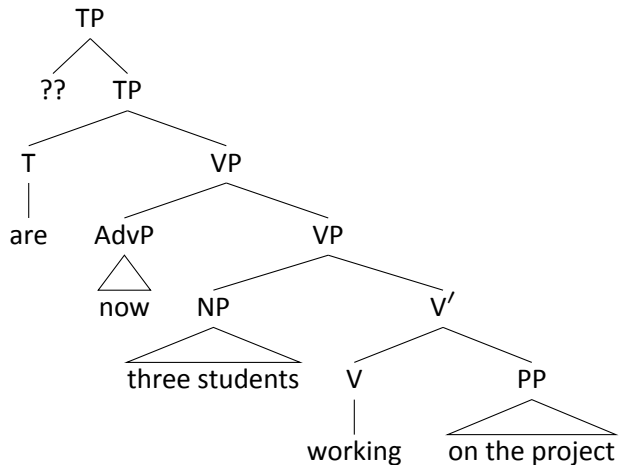 TP
?? TP
T VP
are AdvP VP
now NP V′
three students V PP
working on the project